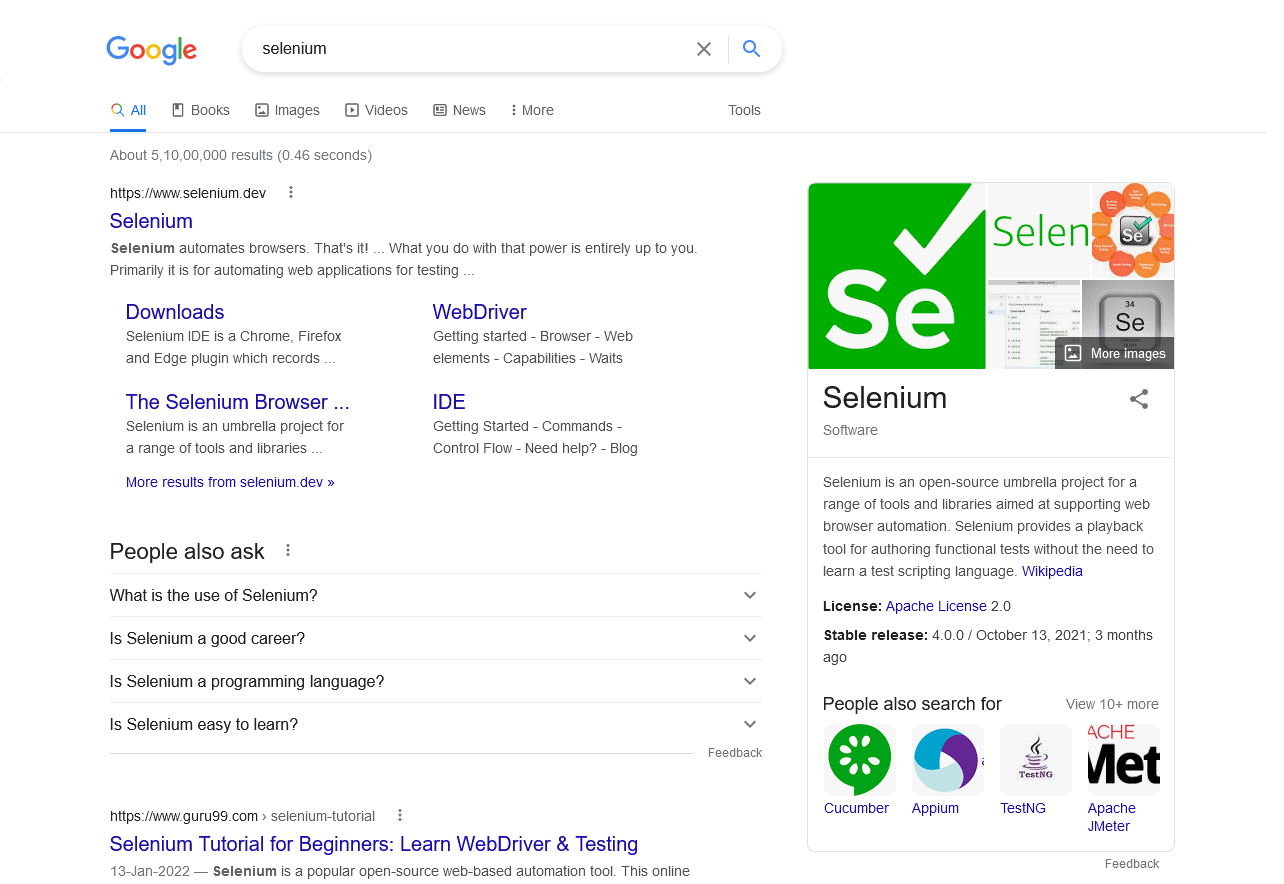 Google
selenium
All
Books
Images
Videos
News
More
Tools
About 5,10,00,000 results (0.46 seconds)
https://www.selenium.dev
Selenium
Selenium automates browsers. That's it! ... What you do with that power is entirely up to you.
Primarily it is for automating web applications for testing ...
Downloads
Selenium IDE is a Chrome, Firefox
and Edge plugin which records ...
WebDriver
Getting started - Browser - Web
elements - Capabilities - Waits
The Selenium Browser ...
Selenium is an umbrella project for
a range of tools and libraries ...
IDE
Getting Started - Commands -
Control Flow - Need help? - Blog
More results from selenium.dev »
People also ask
What is the use of Selenium?
Is Selenium a good career?
Is Selenium a programming language?
Is Selenium easy to learn?
Feedback
https://www.guru99.com › selenium-tutorial
Selenium Tutorial for Beginners: Learn WebDriver & Testing
13-Jan-2022 — Selenium is a popular open-source web-based automation tool. This online
Se
Selen
Se
34
Se
More images
Selenium
Software
Selenium is an open-source umbrella project for a
range of tools and libraries aimed at supporting web
browser automation. Selenium provides a playback
tool for authoring functional tests without the need to
learn a test scripting language. Wikipedia
License: Apache License 2.0
Stable release: 4.0.0 / October 13, 2021; 3 months
ago
People also search for
View 10+ more
TestNG
ACHE
Met
Cucumber
Appium
TestNG
Apache
JMeter
Feedback